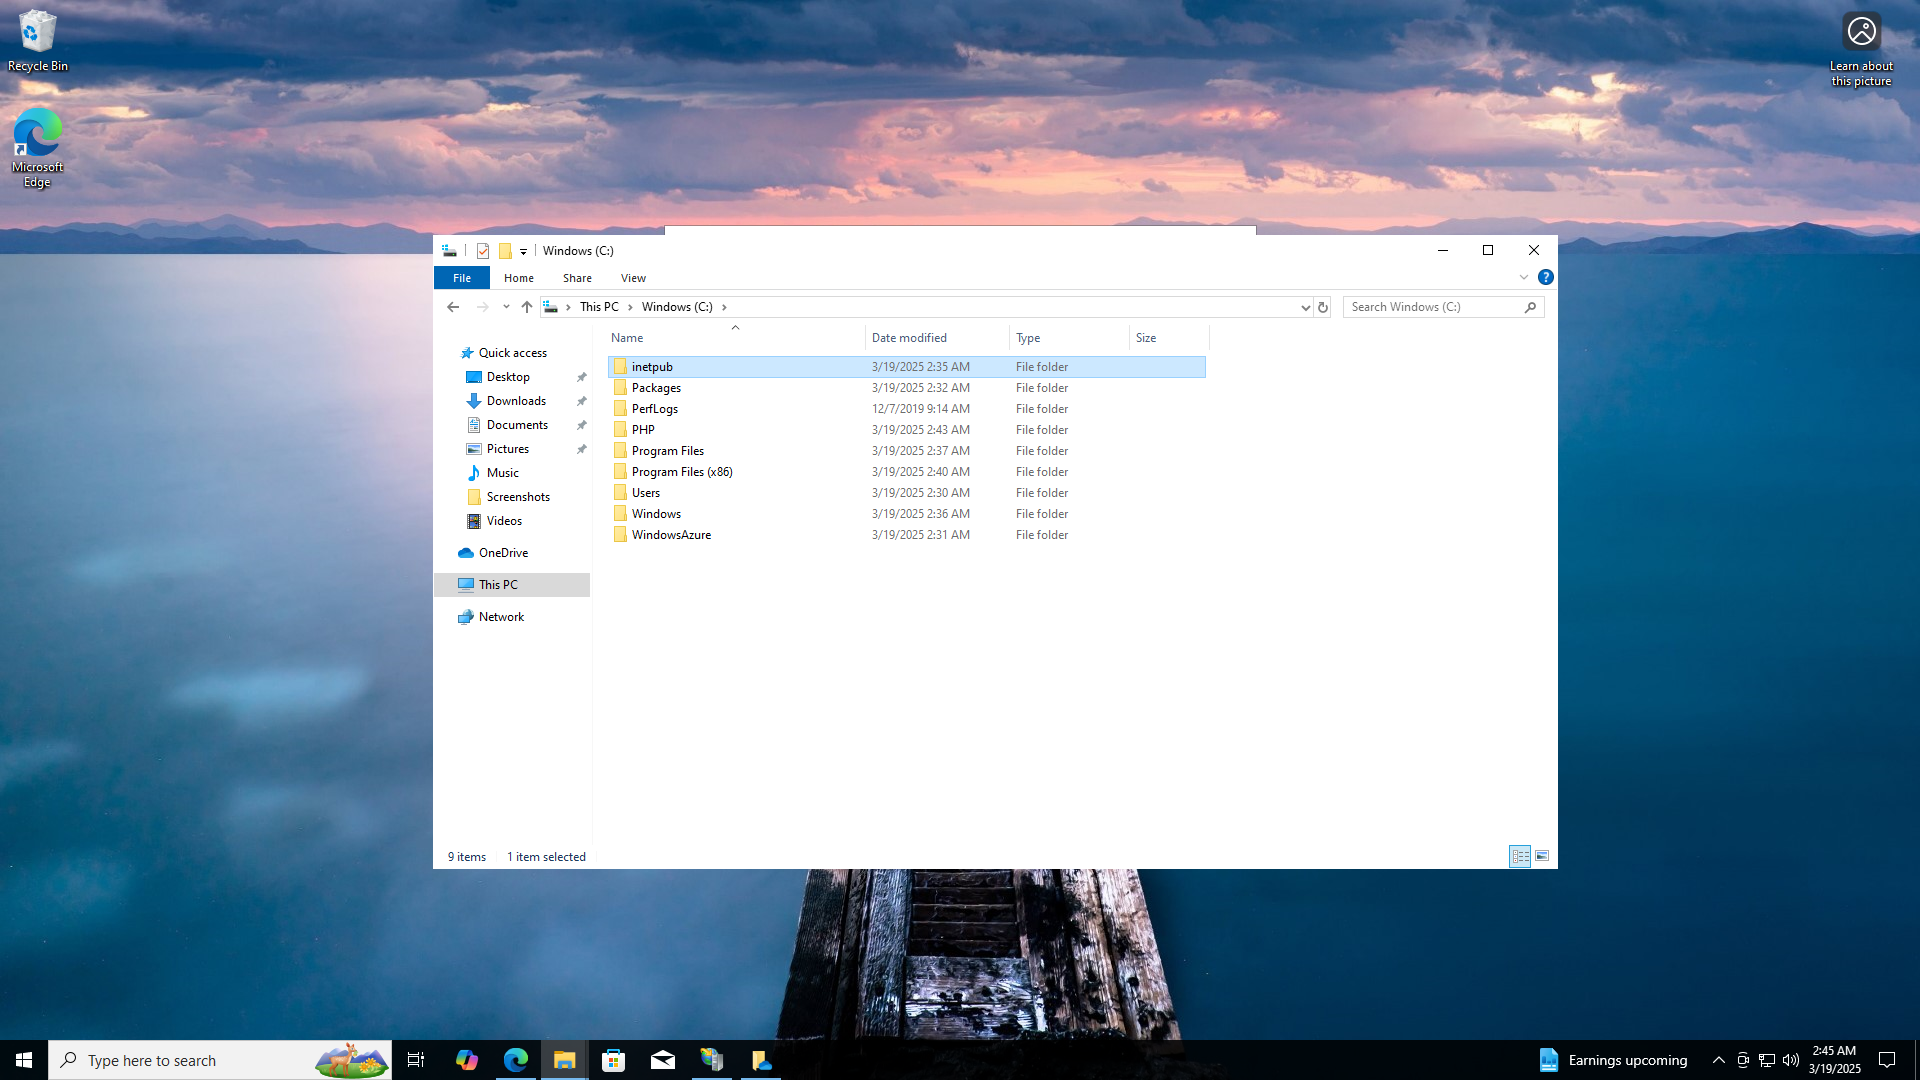 Recycle Bin
Microsoft
Edge
Learn about
this picture
Windows (C:)
File
Home
Share
View
This PC
Windows (C:)
Search Windows (C:)
Name
Date modified
Type
Size
Quick access
Desktop
Downloads
Documents
Pictures
Music
Screenshots
Videos
OneDrive
This PC
Network
inetpub 3/19/2025 2:35 AM File folder
Packages 3/19/2025 2:32 AM File folder
PerfLogs 12/7/2019 9:14 AM File folder
PHP 3/19/2025 2:43 AM File folder
Program Files 3/19/2025 2:37 AM File folder
Program Files (x86) 3/19/2025 2:40 AM File folder
Users 3/19/2025 2:30 AM File folder
Windows 3/19/2025 2:36 AM File folder
WindowsAzure 3/19/2025 2:31 AM File folder
9 items
1 item selected
Type here to search
Earnings upcoming
2:45 AM
3/19/2025